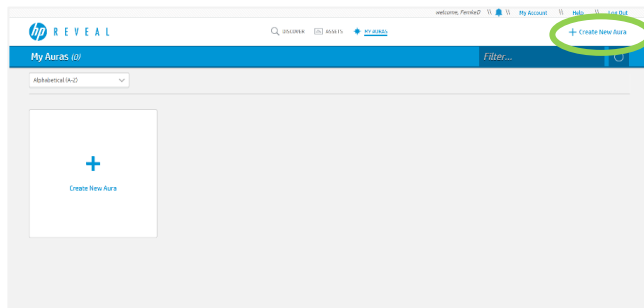 welcome, FemkeD \\ \\ My Account \\ Help \\ Log Out
hp REVEAL DISCOVER ASSETS MY AURAS + Create New Aura
My Auras (0) Filter...
Alphabetical (A-Z)
+
Create New Aura